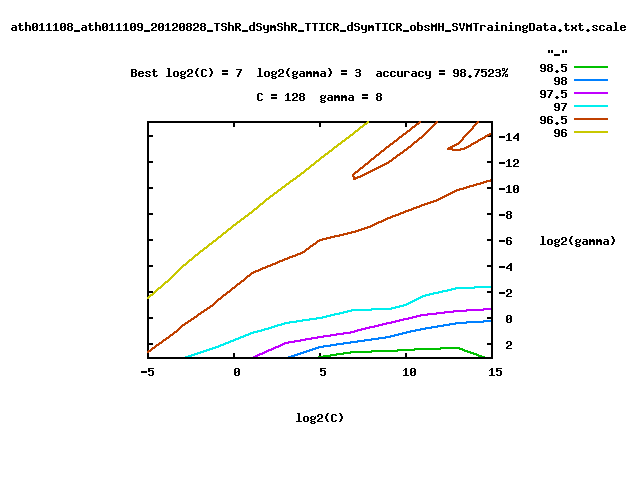 ath011108_ath011109_20120828_TShR_dSymShR_TTICR_dSymTICR_obsMH_SVMTrainingData.txt.scale
"-"
Best log2(C) = 7  log2(gamma) = 3  accuracy = 98.7523%
C = 128  gamma = 8
98.5
98
97.5
97
96.5
96
-14
-12
-10
-8
-6
-4
-2
0
2
log2(gamma)
-5 0 5 10 15
log2(C)